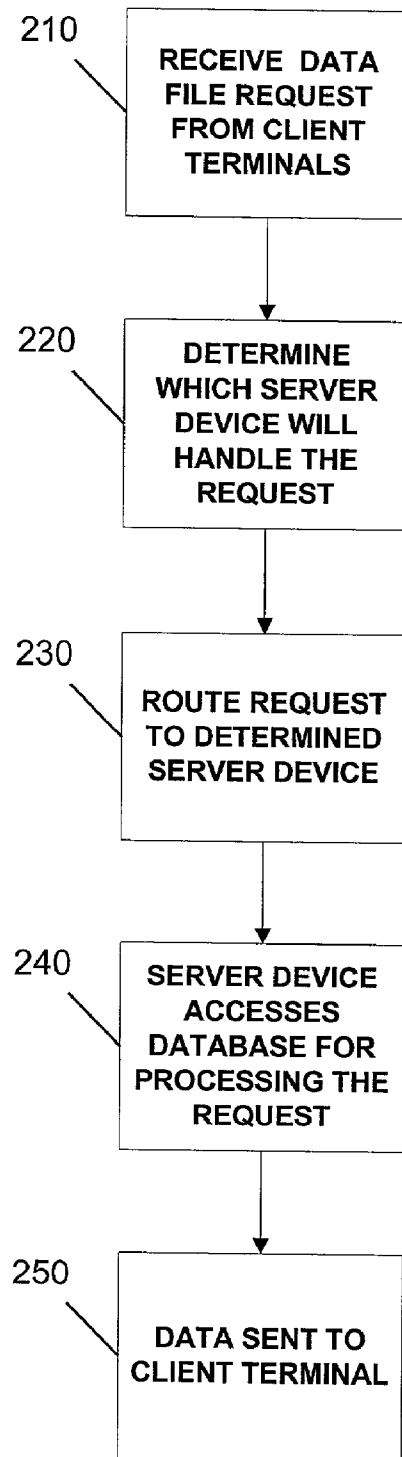 210
RECEIVE DATA
FILE REQUEST
FROM CLIENT
TERMINALS
220
DETERMINE
WHICH SERVER
DEVICE WILL
HANDLE THE
REQUEST
230
ROUTE REQUEST
TO DETERMINED
SERVER DEVICE
240
SERVER DEVICE
ACCESSES
DATABASE FOR
PROCESSING THE
REQUEST
250
DATA SENT TO
CLIENT TERMINAL